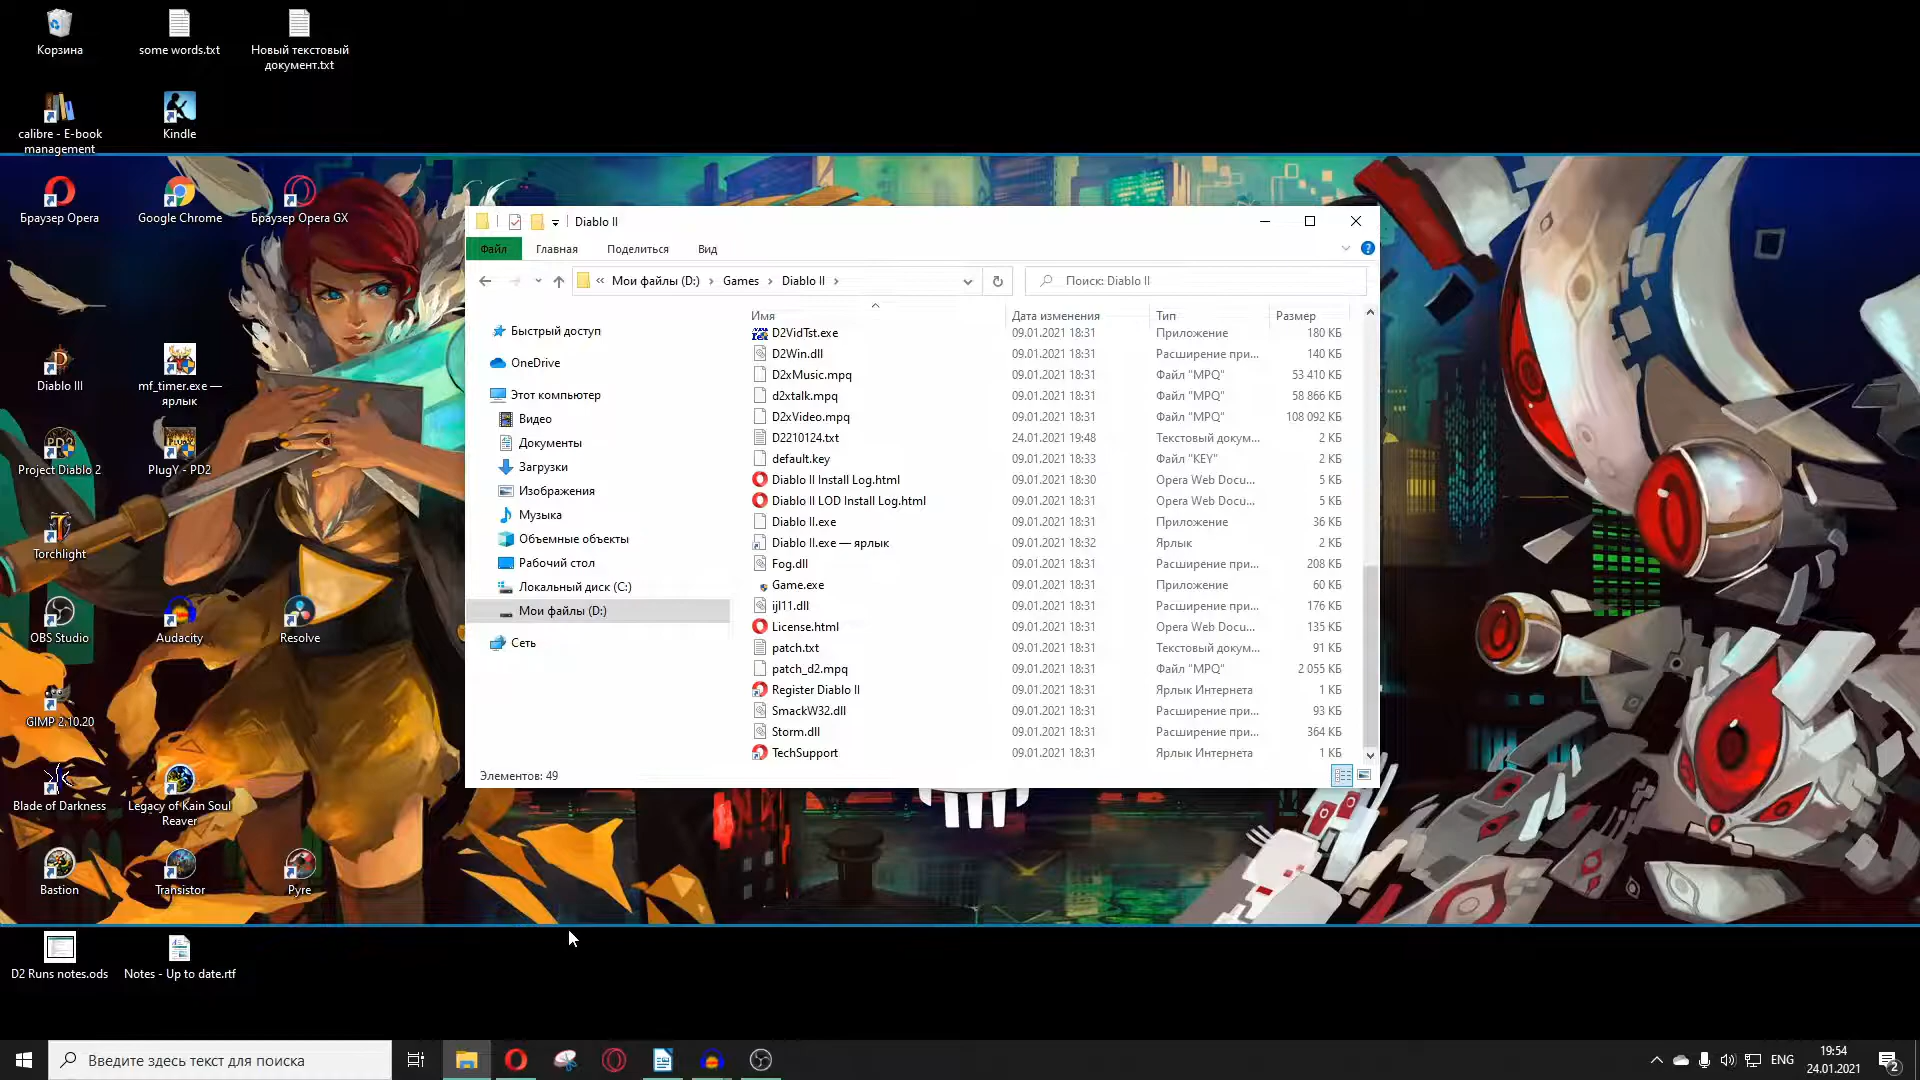 Корзина
some words.txt
Новый текстовый
документ.txt
calibre - E-book
management
Kindle
Браузер Opera
Google Chrome
Браузер Opera GX
Diablo III
mf_timer.exe —
ярлык
Project Diablo 2
PlugY - PD2
Torchlight
OBS Studio
Audacity
Resolve
GIMP 2.10.20
Blade of Darkness
Legacy of Kain Soul
Reaver
Bastion
Transistor
Pyre
D2 Runs notes.ods
Notes - Up to date.rtf
Diablo II
Файл Главная Поделиться Вид
« Мои файлы (D:) › Games › Diablo II ›
Поиск: Diablo II
Быстрый доступ
OneDrive
Этот компьютер
Видео
Документы
Загрузки
Изображения
Музыка
Объемные объекты
Рабочий стол
Локальный диск (C:)
Мои файлы (D:)
Сеть
Имя Дата изменения Тип Размер
D2VidTst.exe 09.01.2021 18:31 Приложение 180 КБ
D2Win.dll 09.01.2021 18:31 Расширение при... 140 КБ
D2xMusic.mpq 09.01.2021 18:31 Файл "MPQ" 53 410 КБ
d2xtalk.mpq 09.01.2021 18:31 Файл "MPQ" 58 866 КБ
D2xVideo.mpq 09.01.2021 18:31 Файл "MPQ" 108 092 КБ
D2210124.txt 24.01.2021 19:48 Текстовый докум... 2 КБ
default.key 09.01.2021 18:33 Файл "KEY" 2 КБ
Diablo II Install Log.html 09.01.2021 18:30 Opera Web Docu... 5 КБ
Diablo II LOD Install Log.html 09.01.2021 18:31 Opera Web Docu... 5 КБ
Diablo II.exe 09.01.2021 18:31 Приложение 36 КБ
Diablo II.exe — ярлык 09.01.2021 18:32 Ярлык 2 КБ
Fog.dll 09.01.2021 18:31 Расширение при... 208 КБ
Game.exe 09.01.2021 18:31 Приложение 60 КБ
ijl11.dll 09.01.2021 18:31 Расширение при... 176 КБ
License.html 09.01.2021 18:31 Opera Web Docu... 135 КБ
patch.txt 09.01.2021 18:31 Текстовый докум... 91 КБ
patch_d2.mpq 09.01.2021 18:31 Файл "MPQ" 2 055 КБ
Register Diablo II 09.01.2021 18:31 Ярлык Интернета 1 КБ
SmackW32.dll 09.01.2021 18:31 Расширение при... 93 КБ
Storm.dll 09.01.2021 18:31 Расширение при... 364 КБ
TechSupport 09.01.2021 18:31 Ярлык Интернета 1 КБ
Элементов: 49
Введите здесь текст для поиска
ENG
19:54
24.01.2021
2